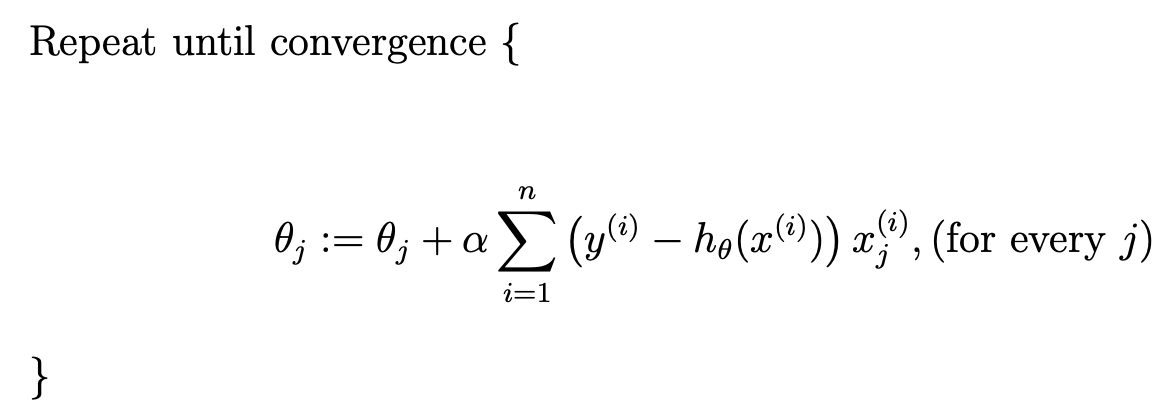 Repeat until convergence {
θ_j := θ_j + α ∑_{i=1}^{n} (y^{(i)} − h_θ(x^{(i)})) x_j^{(i)}, (for every j)
}